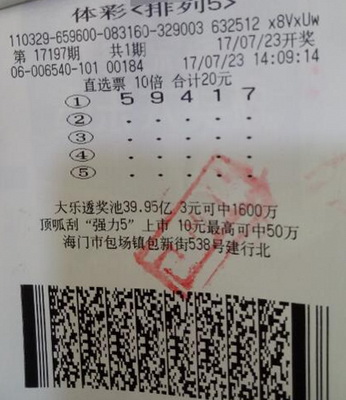 体彩<排列5>
110329-659600-083160-329003 632512 x8VxUw
第 17197期 共1期 17/07/23开奖
06-006540-101 00184 17/07/23 14:09:14
直选票 10倍 合计20元
① 5 9 4 1 7
② - - - - -
③ - - - - -
④ - - - - -
⑤ - - - - -
大乐透奖池39.95亿 3元可中1600万
顶呱刮“强力5”上市 10元最高可中50万
海门市包场镇包新街538号建行北